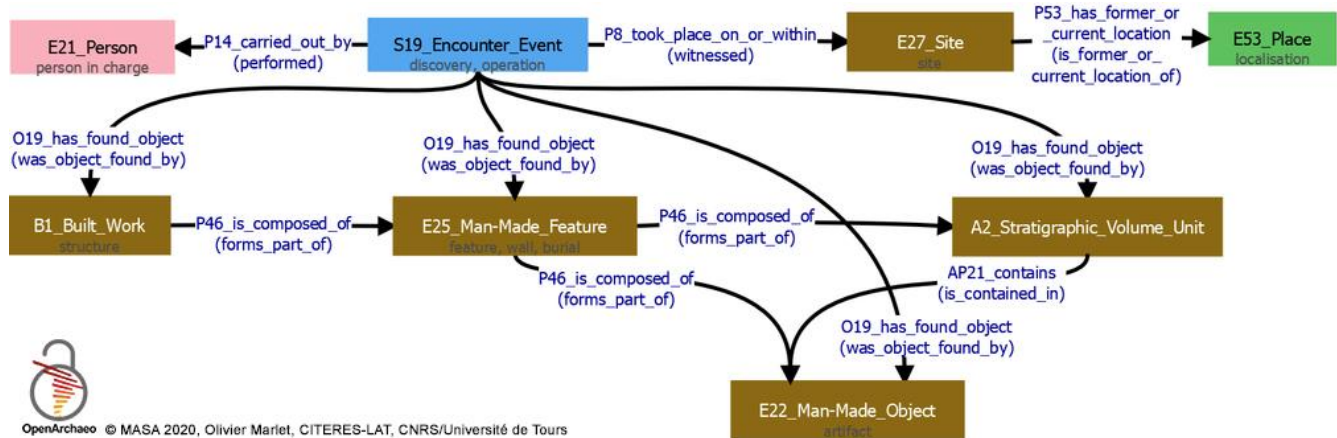 E21_Person
person in charge
P14_carried_out_by
(performed)
S19_Encounter_Event
discovery, operation
P8_took_place_on_or_within
(witnessed)
E27_Site
site
P53_has_former_or
_current_location
(is_former_or_
current_location_of)
E53_Place
localisation
O19_has_found_object
(was_object_found_by)
O19_has_found_object
(was_object_found_by)
O19_has_found_object
(was_object_found_by)
B1_Built_Work
structure
P46_is_composed_of
(forms_part_of)
E25_Man-Made_Feature
feature, wall, burial
P46_is_composed_of
(forms_part_of)
A2_Stratigraphic_Volume_Unit
P46_is_composed_of
(forms_part_of)
AP21_contains
(is_contained_in)
O19_has_found_object
(was_object_found_by)
E22_Man-Made_Object
artifact
OpenArchaeo © MASA 2020, Olivier Marlet, CITERES-LAT, CNRS/Université de Tours